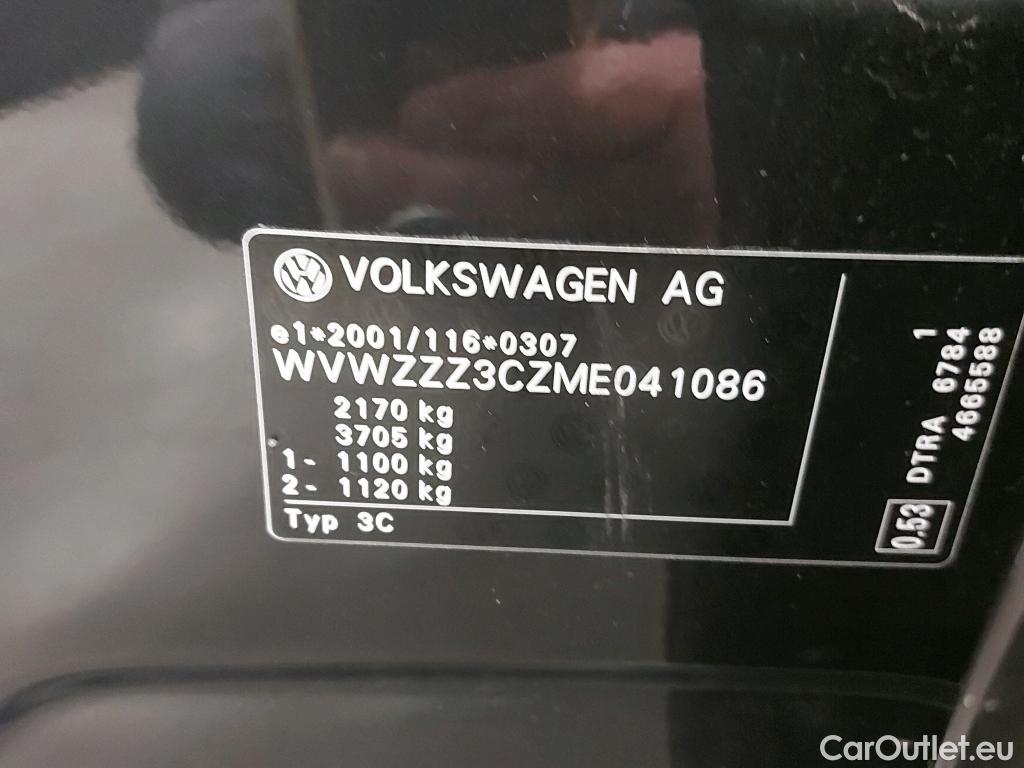 VOLKSWAGEN AG
e1*2001/116*0307
WVWZZZ3CZME041086
2170 kg
3705 kg
1- 1100 kg
2- 1120 kg
Typ 3C
0.53
DTRA 6784 1
4665588
CarOutlet.eu